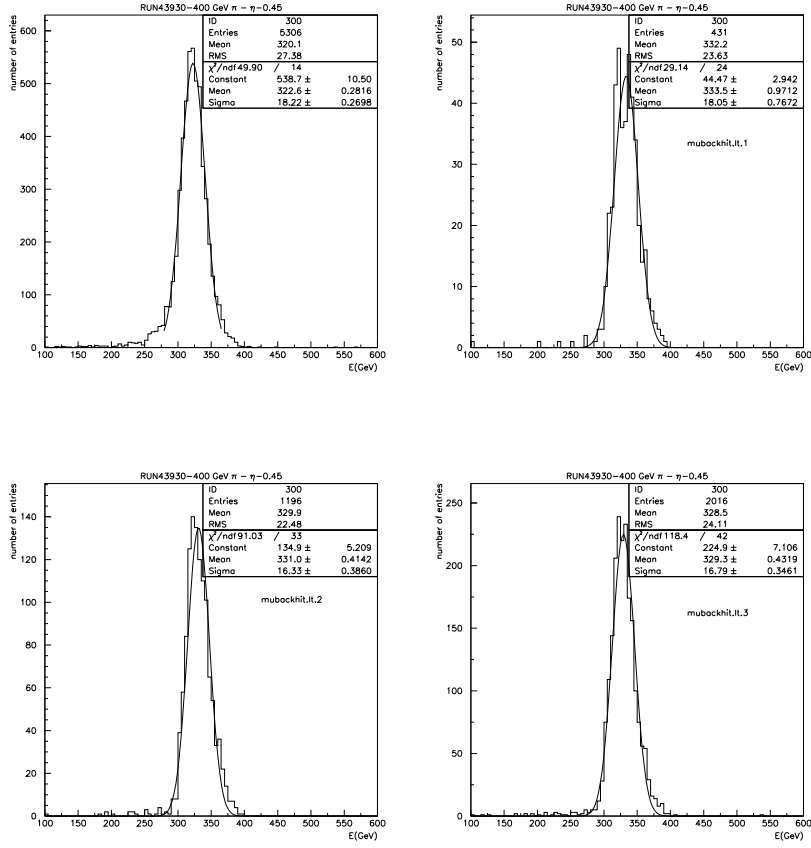 RUN43930-400 GeV π - η-0.45
number of entries
ID 300
Entries 5306
Mean 320.1
RMS 27.38
χ²/ndf 49.90 / 14
Constant 538.7 ± 10.50
Mean 322.6 ± 0.2816
Sigma 18.22 ± 0.2698
600
500
400
300
200
100
0
100 150 200 250 300 350 400 450 500 550 600
E(GeV)
RUN43930-400 GeV π - η-0.45
number of entries
ID 300
Entries 431
Mean 332.2
RMS 23.63
χ²/ndf 29.14 / 24
Constant 44.47 ± 2.942
Mean 333.5 ± 0.9712
Sigma 18.05 ± 0.7672
mubackhit.lt.1
50
40
30
20
10
0
100 150 200 250 300 350 400 450 500 550 600
E(GeV)
RUN43930-400 GeV π - η-0.45
number of entries
ID 300
Entries 1196
Mean 329.9
RMS 22.48
χ²/ndf 91.03 / 33
Constant 134.9 ± 5.209
Mean 331.0 ± 0.4142
Sigma 16.33 ± 0.3860
mubackhit.lt.2
140
120
100
80
60
40
20
0
100 150 200 250 300 350 400 450 500 550 600
E(GeV)
RUN43930-400 GeV π - η-0.45
number of entries
ID 300
Entries 2016
Mean 328.5
RMS 24.11
χ²/ndf 118.4 / 42
Constant 224.9 ± 7.106
Mean 329.3 ± 0.4319
Sigma 16.79 ± 0.3461
mubackhit.lt.3
250
200
150
100
50
0
100 150 200 250 300 350 400 450 500 550 600
E(GeV)